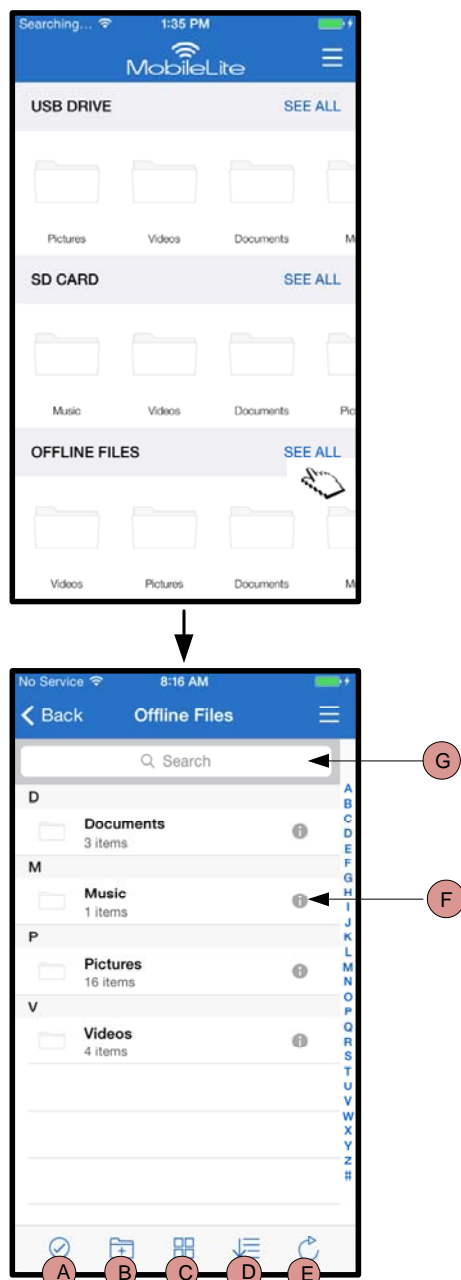 Searching... 1:35 PM
MobileLite
USB DRIVE SEE ALL
Pictures Videos Documents M
SD CARD SEE ALL
Music Videos Documents Pic
OFFLINE FILES SEE ALL
Videos Pictures Documents M
No Service 8:16 AM
Back Offline Files
Search
G
D
Documents
3 items
M
Music
1 items
F
P
Pictures
16 items
V
Videos
4 items
A
B
C
D
E
F
G
H
I
J
K
L
M
N
O
P
Q
R
S
T
U
V
W
X
Y
Z
#
A B C D E